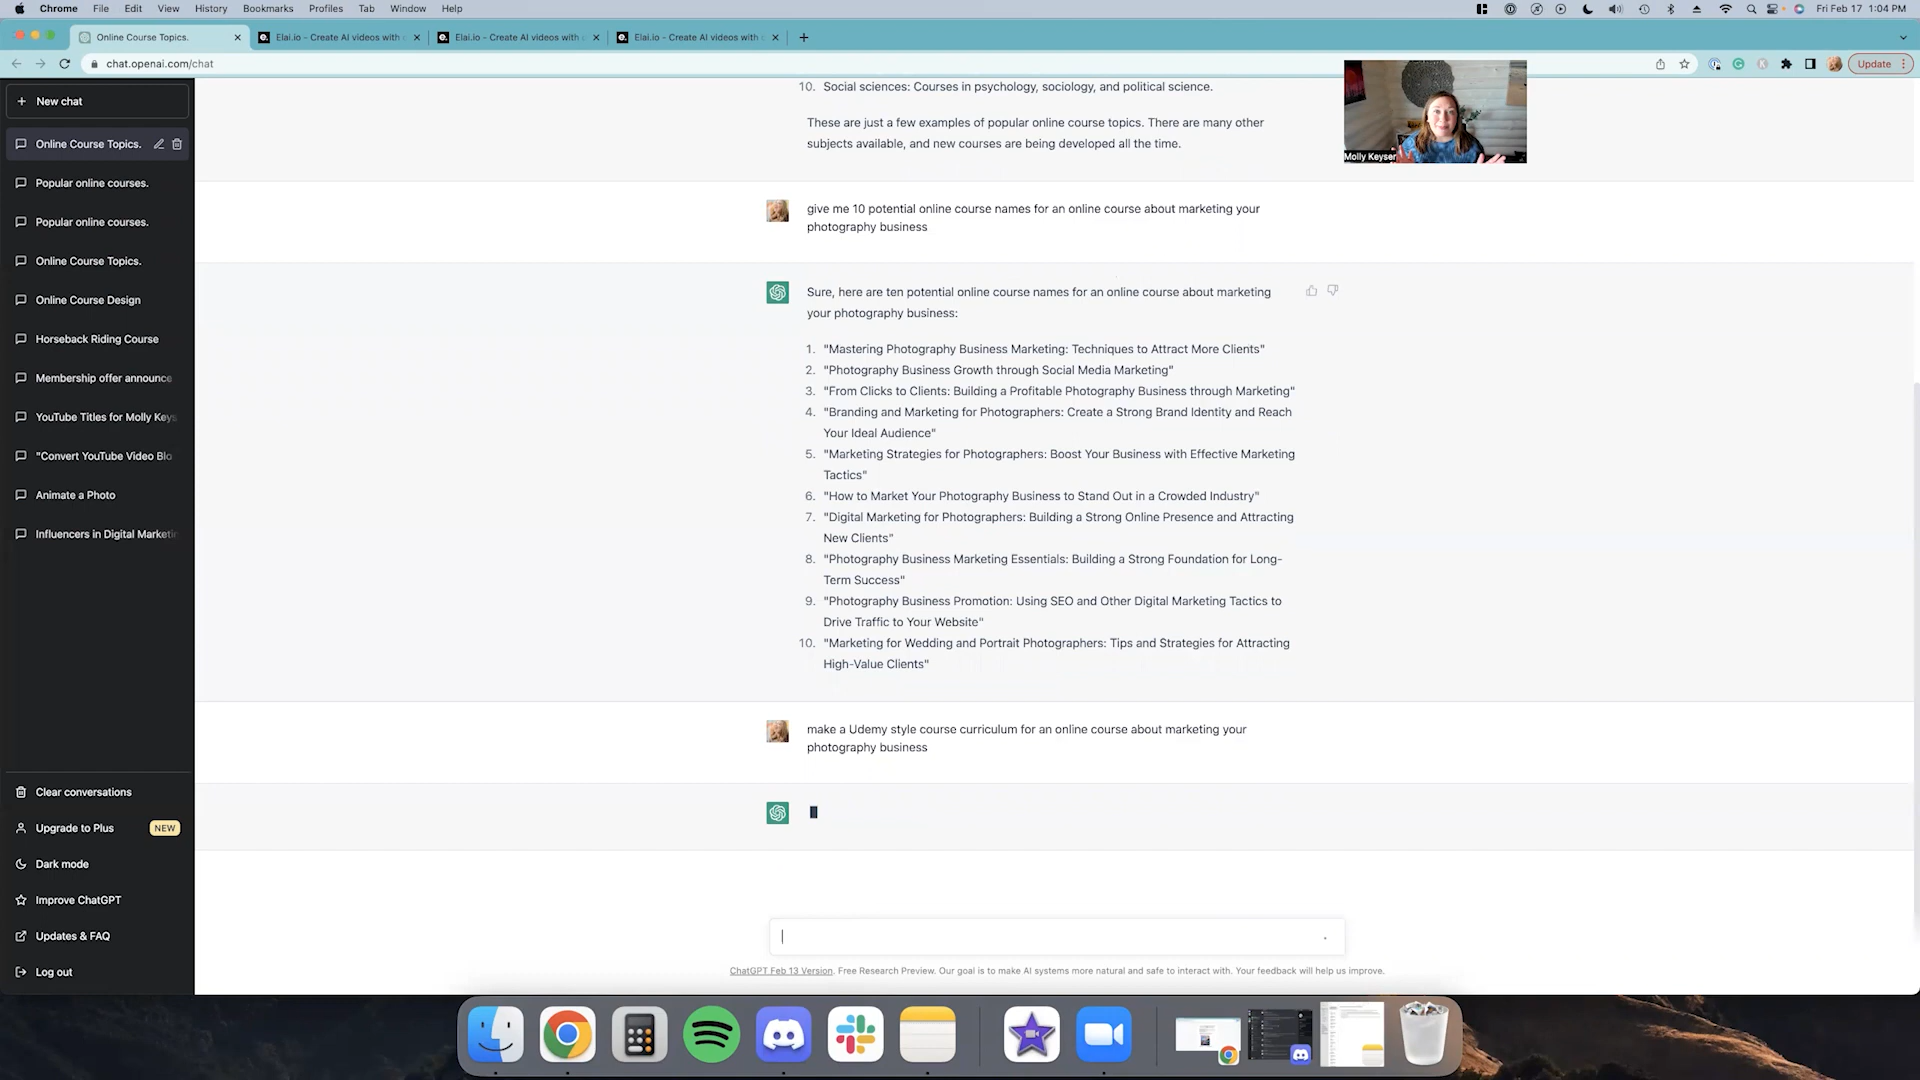 Chrome File Edit View History Bookmarks Profiles Tab Window Help Fri Feb 17 1:04 PM
Online Course Topics. Elai.io - Create AI videos with Elai.io - Create AI videos with Elai.io - Create AI videos with
chat.openai.com/chat Update
New chat
Online Course Topics.
Popular online courses.
Popular online courses.
Online Course Topics.
Online Course Design
Horseback Riding Course
Membership offer announce
YouTube Titles for Molly Keys
"Convert YouTube Video Blo
Animate a Photo
Influencers in Digital Marketi
Clear conversations
Upgrade to Plus NEW
Dark mode
Improve ChatGPT
Updates & FAQ
Log out
10. Social sciences: Courses in psychology, sociology, and political science.
These are just a few examples of popular online course topics. There are many other
subjects available, and new courses are being developed all the time.
Molly Keyser
give me 10 potential online course names for an online course about marketing your
photography business
Sure, here are ten potential online course names for an online course about marketing
your photography business:
1. "Mastering Photography Business Marketing: Techniques to Attract More Clients"
2. "Photography Business Growth through Social Media Marketing"
3. "From Clicks to Clients: Building a Profitable Photography Business through Marketing"
4. "Branding and Marketing for Photographers: Create a Strong Brand Identity and Reach
Your Ideal Audience"
5. "Marketing Strategies for Photographers: Boost Your Business with Effective Marketing
Tactics"
6. "How to Market Your Photography Business to Stand Out in a Crowded Industry"
7. "Digital Marketing for Photographers: Building a Strong Online Presence and Attracting
New Clients"
8. "Photography Business Marketing Essentials: Building a Strong Foundation for Long-
Term Success"
9. "Photography Business Promotion: Using SEO and Other Digital Marketing Tactics to
Drive Traffic to Your Website"
10. "Marketing for Wedding and Portrait Photographers: Tips and Strategies for Attracting
High-Value Clients"
make a Udemy style course curriculum for an online course about marketing your
photography business
ChatGPT Feb 13 Version. Free Research Preview. Our goal is to make AI systems more natural and safe to interact with. Your feedback will help us improve.